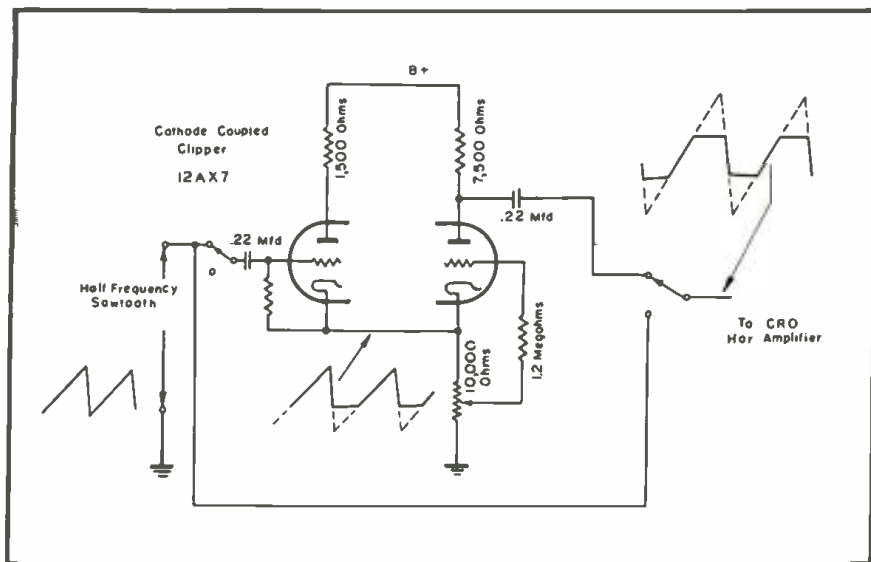 B+
Cathode Coupled
Clipper
12AX7
1,500 Ohms
7,500 Ohms
.22 Mfd
.22 Mfd
Half Frequency
Sawtooth
1.2 Megohms
10,000
Ohms
To CRO
Hor Amplifier